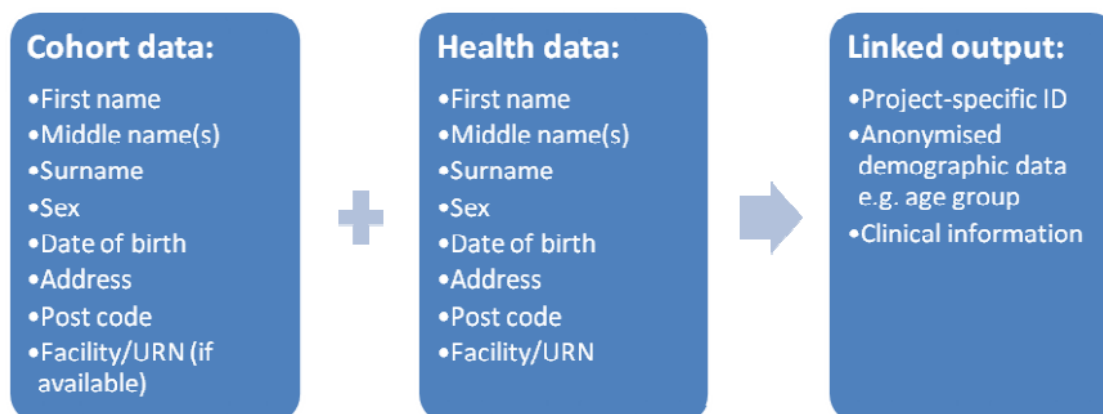 Cohort data:
•First name
•Middle name(s)
•Surname
•Sex
•Date of birth
•Address
•Post code
•Facility/URN (if
available)
Health data:
•First name
•Middle name(s)
•Surname
•Sex
•Date of birth
•Address
•Post code
•Facility/URN
Linked output:
•Project-specific ID
•Anonymised
demographic data
e.g. age group
•Clinical information